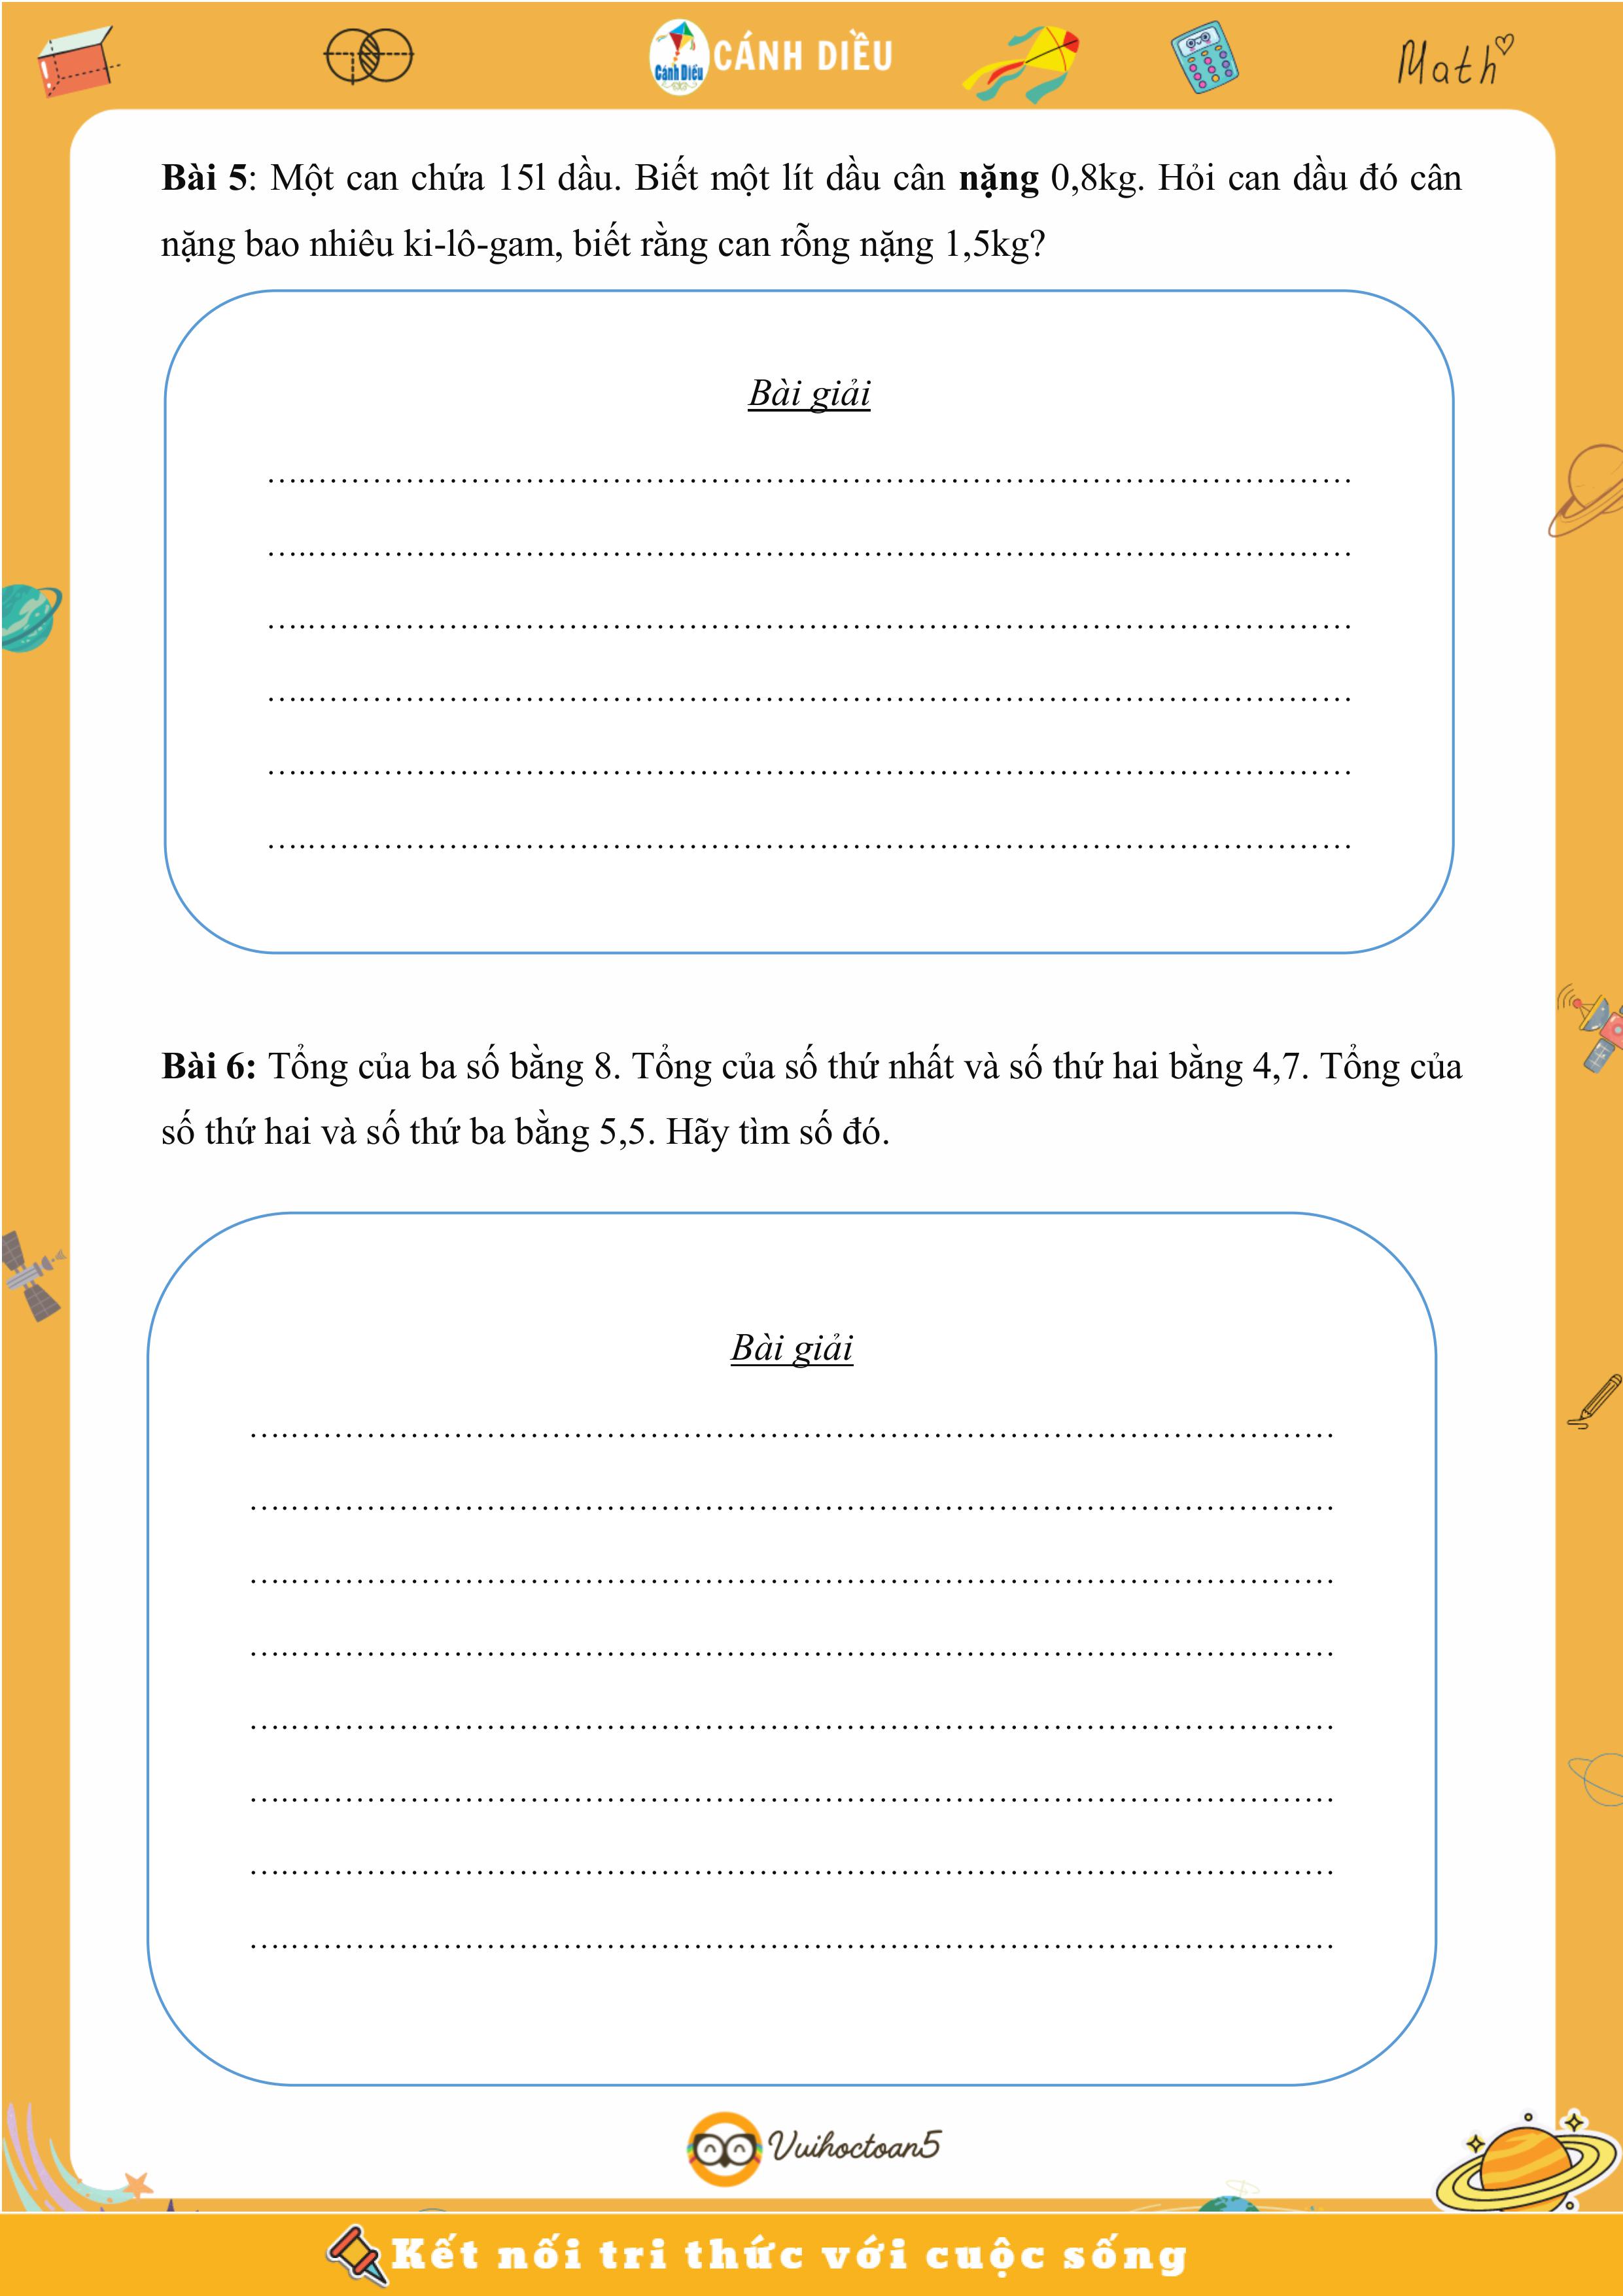 Cánh Diều CÁNH DIỀU Math
Bài 5: Một can chứa 15l dầu. Biết một lít dầu cân nặng 0,8kg. Hỏi can dầu đó cân
nặng bao nhiêu ki-lô-gam, biết rằng can rỗng nặng 1,5kg?
Bài giải
Bài 6: Tổng của ba số bằng 8. Tổng của số thứ nhất và số thứ hai bằng 4,7. Tổng của
số thứ hai và số thứ ba bằng 5,5. Hãy tìm số đó.
Bài giải
Vuihoctoan5
Kết nối tri thức với cuộc sống